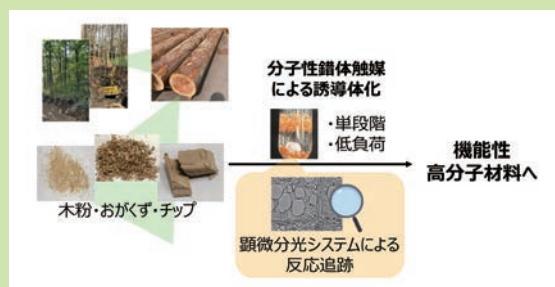 分子性錯体触媒
による誘導体化
・単段階
・低負荷
機能性
高分子材料へ
木粉・おがくず・チップ
顕微分光システムによる
反応追跡